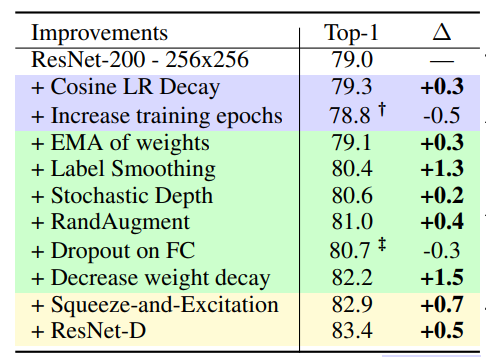 Improvements Top-1 Δ
ResNet-200 - 256x256 79.0 —
+ Cosine LR Decay 79.3 +0.3
+ Increase training epochs 78.8 † -0.5
+ EMA of weights 79.1 +0.3
+ Label Smoothing 80.4 +1.3
+ Stochastic Depth 80.6 +0.2
+ RandAugment 81.0 +0.4
+ Dropout on FC 80.7 ‡ -0.3
+ Decrease weight decay 82.2 +1.5
+ Squeeze-and-Excitation 82.9 +0.7
+ ResNet-D 83.4 +0.5